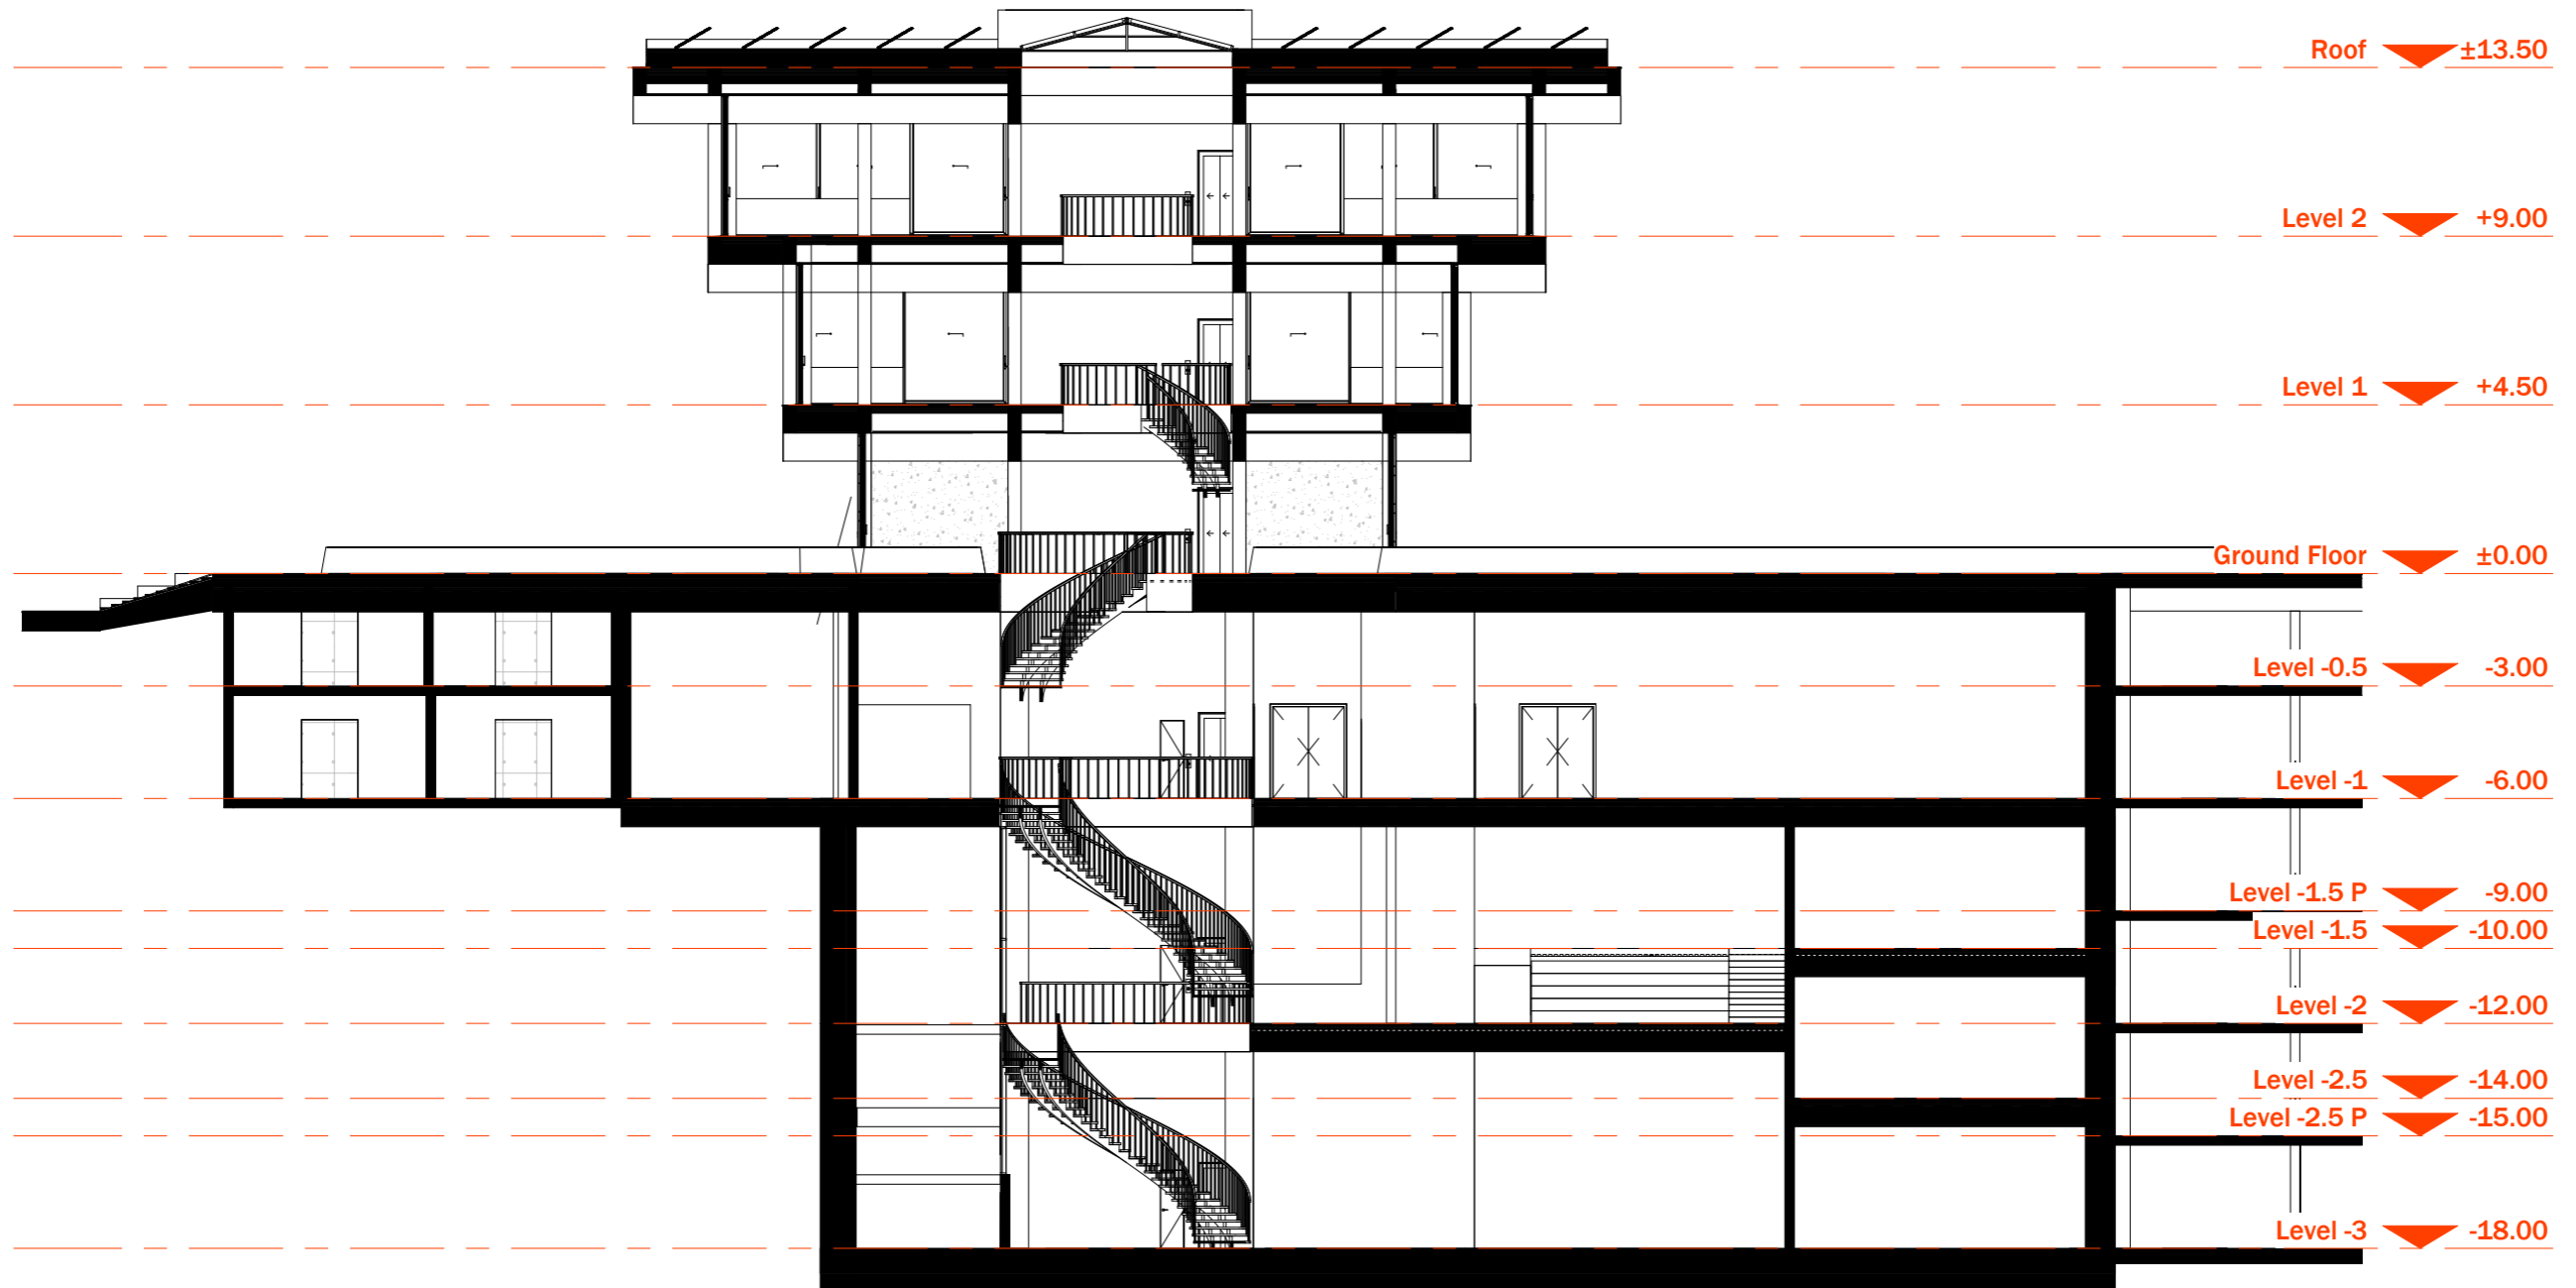 Roof ±13.50
Level 2 +9.00
Level 1 +4.50
Ground Floor ±0.00
Level -0.5 -3.00
Level -1 -6.00
Level -1.5 P -9.00
Level -1.5 -10.00
Level -2 -12.00
Level -2.5 -14.00
Level -2.5 P -15.00
Level -3 -18.00